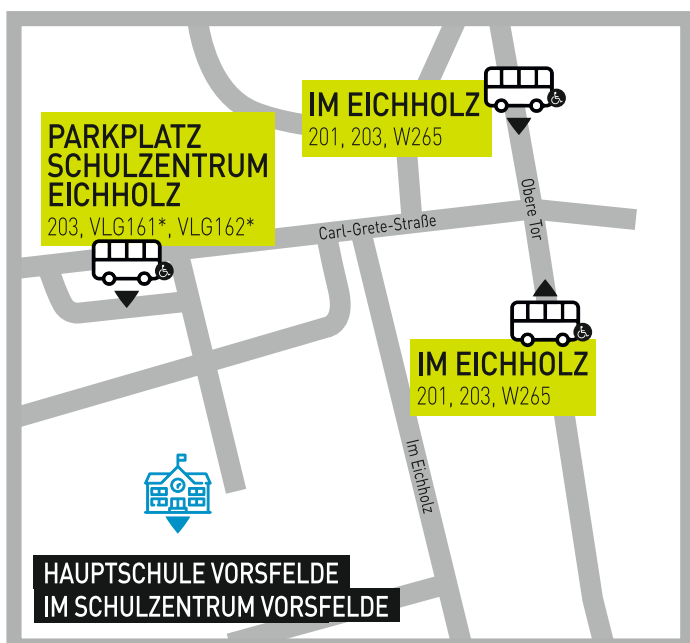 IM EICHHOLZ
201, 203, W265
PARKPLATZ
SCHULZENTRUM
EICHHOLZ
203, VLG161*, VLG162*
Carl-Grete-Straße
Obere Tor
IM EICHHOLZ
201, 203, W265
Im Eichholz
HAUPTSCHULE VORSFELDE
IM SCHULZENTRUM VORSFELDE